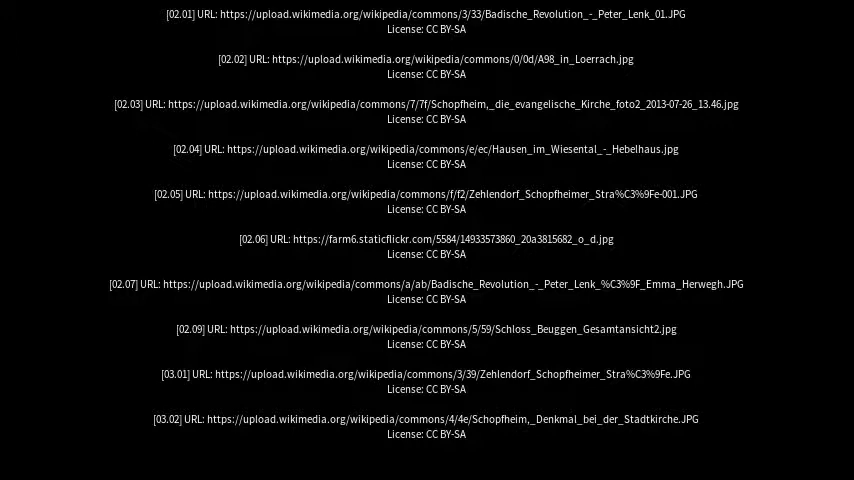 [02.01] URL: https://upload.wikimedia.org/wikipedia/commons/3/33/Badische_Revolution_-_Peter_Lenk_01.JPG
License: CC BY-SA
[02.02] URL: https://upload.wikimedia.org/wikipedia/commons/0/0d/A98_in_Loerrach.jpg
License: CC BY-SA
[02.03] URL: https://upload.wikimedia.org/wikipedia/commons/7/7f/Schopfheim,_die_evangelische_Kirche_foto2_2013-07-26_13.46.jpg
License: CC BY-SA
[02.04] URL: https://upload.wikimedia.org/wikipedia/commons/e/ec/Hausen_im_Wiesental_-_Hebelhaus.jpg
License: CC BY-SA
[02.05] URL: https://upload.wikimedia.org/wikipedia/commons/f/f2/Zehlendorf_Schopfheimer_Stra%C3%9Fe-001.JPG
License: CC BY-SA
[02.06] URL: https://farm6.staticflickr.com/5584/14933573860_20a3815682_o_d.jpg
License: CC BY-SA
[02.07] URL: https://upload.wikimedia.org/wikipedia/commons/a/ab/Badische_Revolution_-_Peter_Lenk_%C3%9F_Emma_Herwegh.JPG
License: CC BY-SA
[02.09] URL: https://upload.wikimedia.org/wikipedia/commons/5/59/Schloss_Beuggen_Gesamtansicht2.jpg
License: CC BY-SA
[03.01] URL: https://upload.wikimedia.org/wikipedia/commons/3/39/Zehlendorf_Schopfheimer_Stra%C3%9Fe.JPG
License: CC BY-SA
[03.02] URL: https://upload.wikimedia.org/wikipedia/commons/4/4e/Schopfheim,_Denkmal_bei_der_Stadtkirche.JPG
License: CC BY-SA